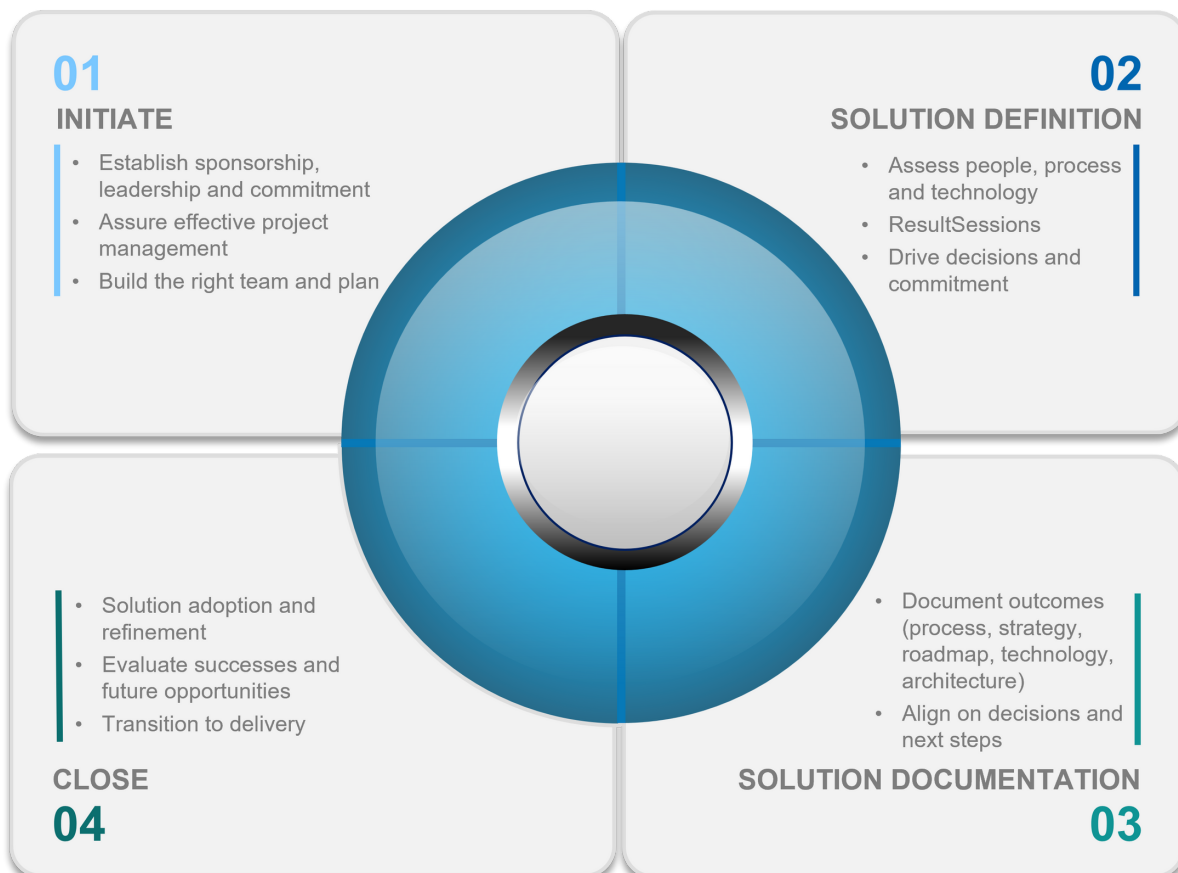 01
INITIATE
• Establish sponsorship,
leadership and commitment
• Assure effective project
management
• Build the right team and plan
02
SOLUTION DEFINITION
• Assess people, process
and technology
• ResultSessions
• Drive decisions and
commitment
• Document outcomes
(process, strategy,
roadmap, technology,
architecture)
• Align on decisions and
next steps
SOLUTION DOCUMENTATION
03
• Solution adoption and
refinement
• Evaluate successes and
future opportunities
• Transition to delivery
CLOSE
04